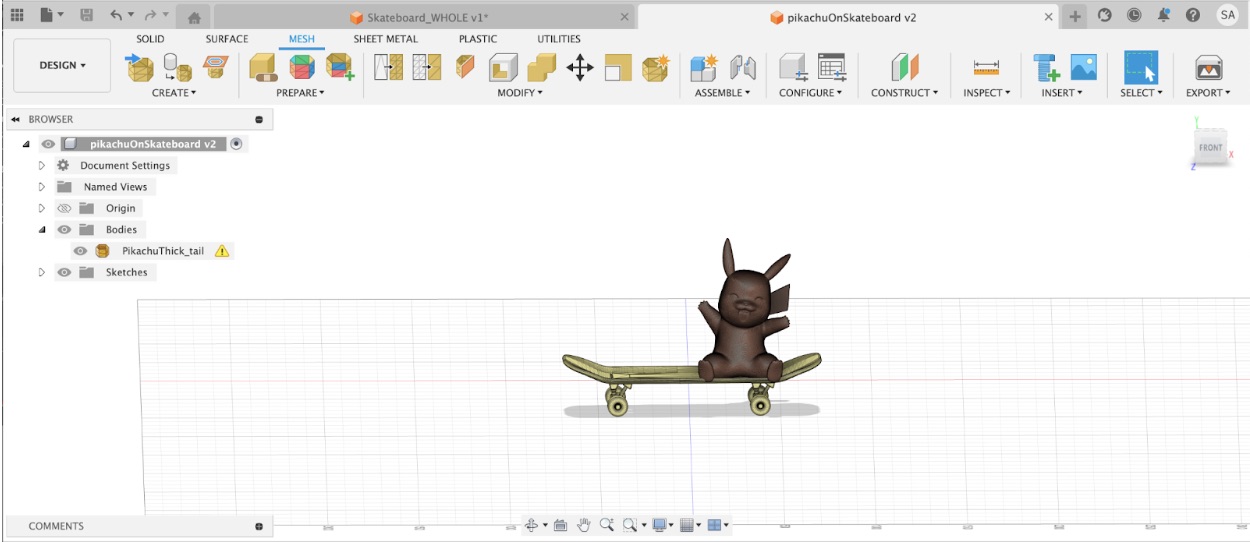 Skateboard_WHOLE v1*
pikachuOnSkateboard v2
SA
SOLID SURFACE MESH SHEET METAL PLASTIC UTILITIES
DESIGN
CREATE PREPARE MODIFY ASSEMBLE CONFIGURE CONSTRUCT INSPECT INSERT SELECT EXPORT
BROWSER
pikachuOnSkateboard v2
Document Settings
Named Views
Origin
Bodies
PikachuThick_tail
Sketches
Y
FRONT
X
Z
COMMENTS